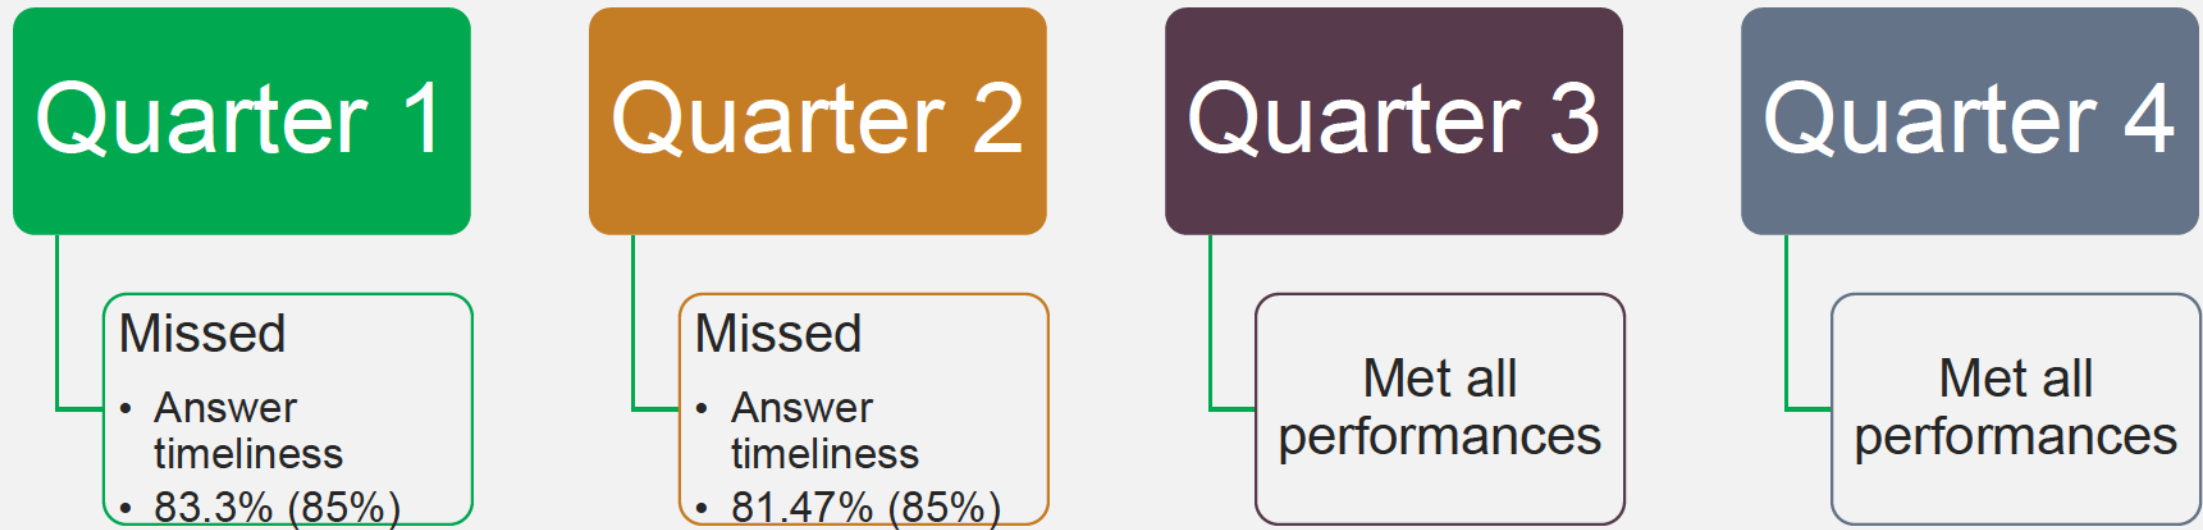 Quarter 1
Missed
• Answer
timeliness
• 83.3% (85%)
Quarter 2
Missed
• Answer
timeliness
• 81.47% (85%)
Quarter 3
Met all
performances
Quarter 4
Met all
performances